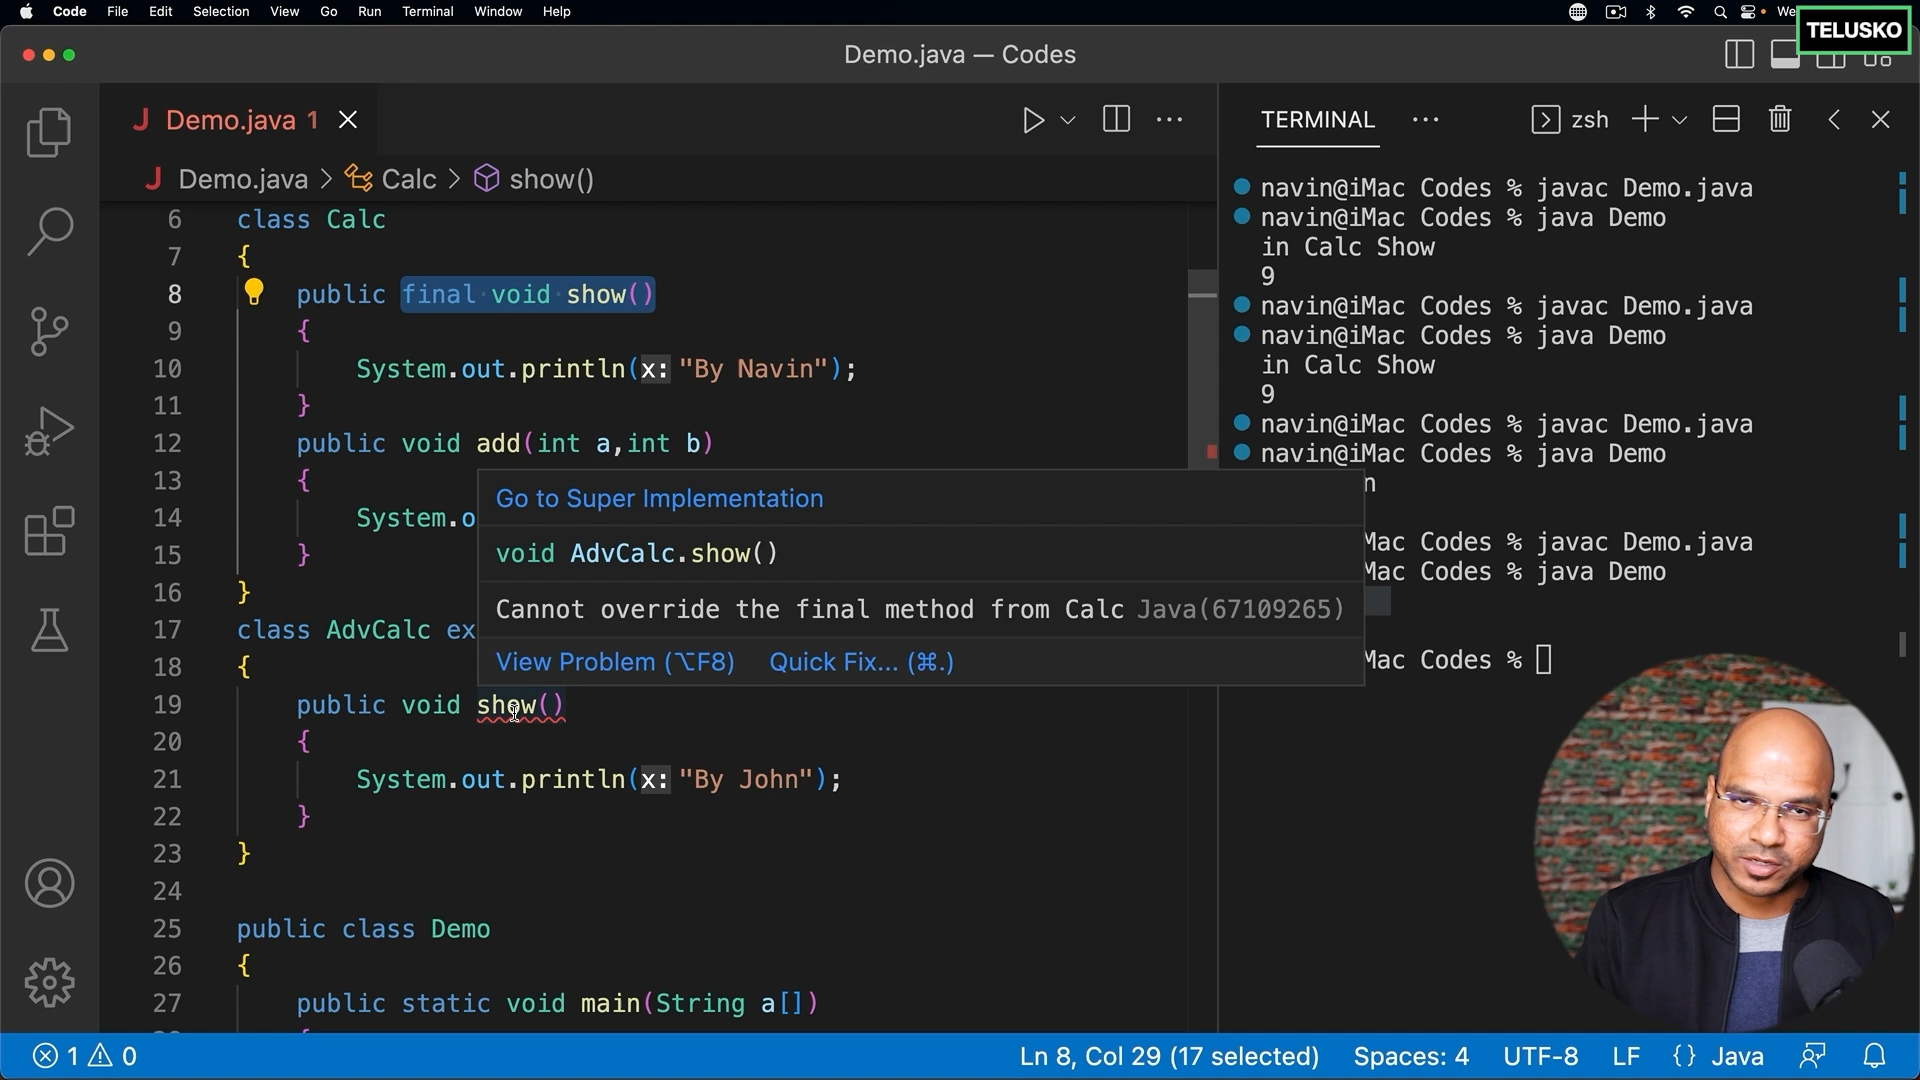 Code File Edit Selection View Go Run Terminal Window Help
TELUSKO
Demo.java — Codes
J Demo.java 1
J Demo.java > Calc > show()
6 class Calc
7 {
8 public final void show()
9 {
10 System.out.println(x: "By Navin");
11 }
12 public void add(int a,int b)
13 {
14 System.o
15 }
16 }
17 class AdvCalc ex
18 {
19 public void show()
20 {
21 System.out.println(x: "By John");
22 }
23 }
24
25 public class Demo
26 {
27 public static void main(String a[])
Go to Super Implementation
void AdvCalc.show()
Cannot override the final method from Calc Java(67109265)
View Problem (⌥F8) Quick Fix... (⌘.)
TERMINAL ... zsh
navin@iMac Codes % javac Demo.java
navin@iMac Codes % java Demo
in Calc Show
9
navin@iMac Codes % javac Demo.java
navin@iMac Codes % java Demo
in Calc Show
9
navin@iMac Codes % javac Demo.java
navin@iMac Codes % java Demo
n
Mac Codes % javac Demo.java
Mac Codes % java Demo
Mac Codes %
1 0 Ln 8, Col 29 (17 selected) Spaces: 4 UTF-8 LF {} Java